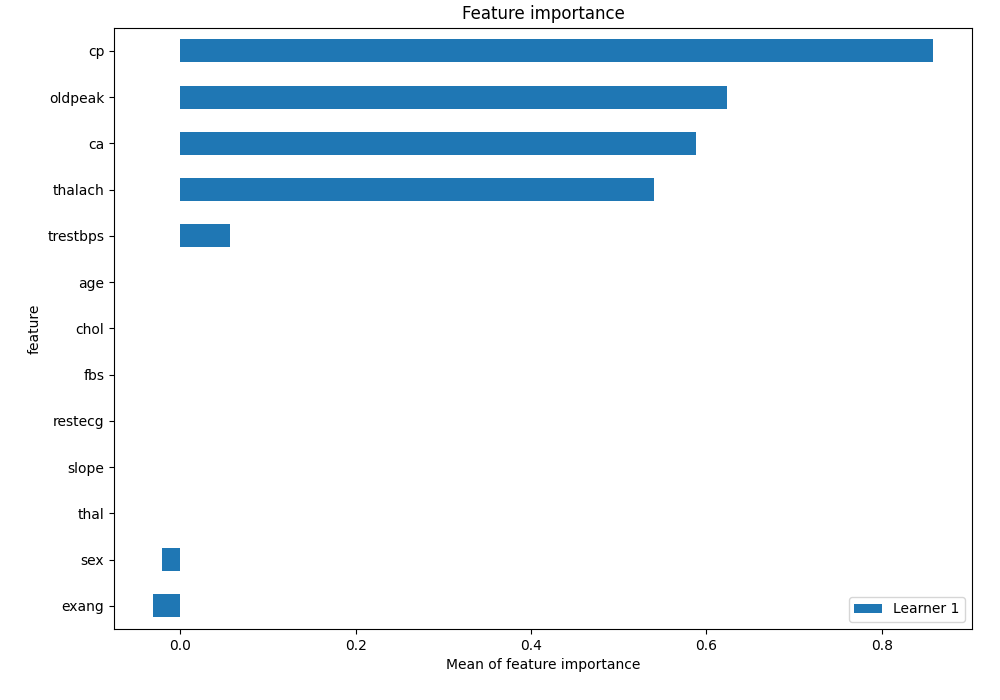 Feature importance
cp
oldpeak
ca
thalach
trestbps
age
chol
fbs
restecg
slope
thal
sex
exang
feature
0.0 0.2 0.4 0.6 0.8
Mean of feature importance
Learner 1